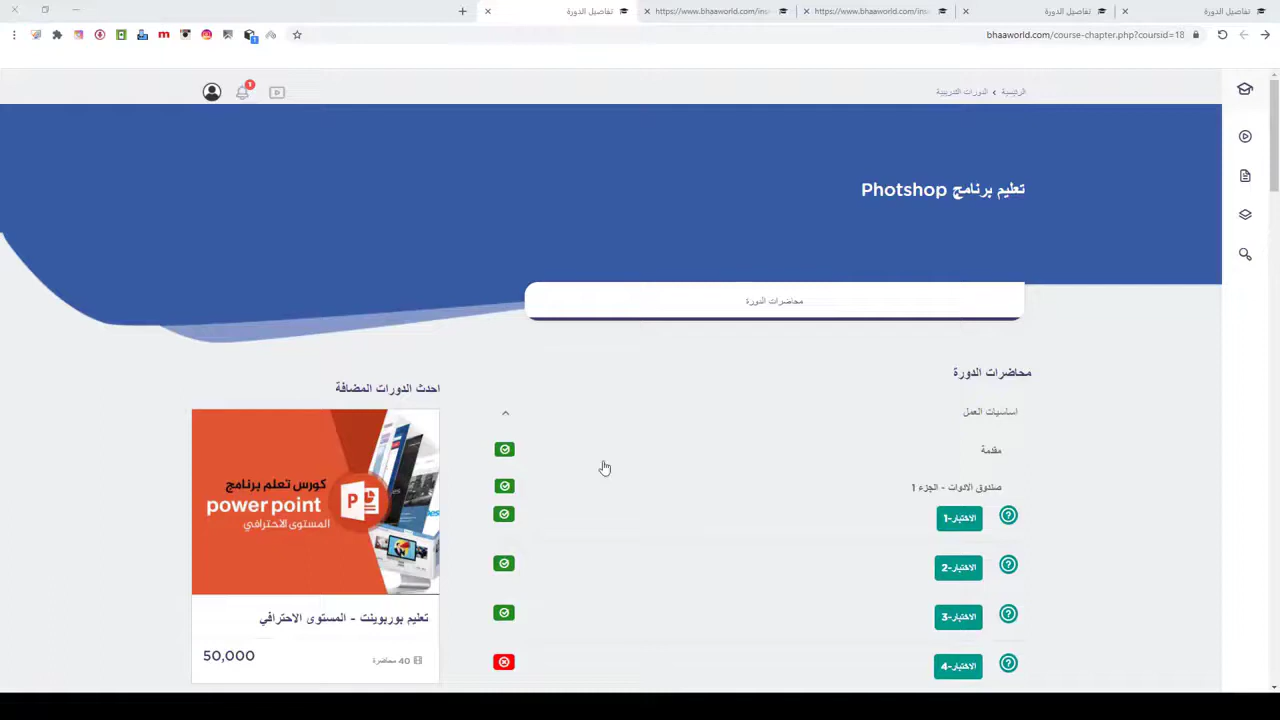 تفاصيل الدورة
https://www.bhaaworld.com/ins
https://www.bhaaworld.com/ins
تفاصيل الدورة
تفاصيل الدورة
bhaaworld.com/course-chapter.php?coursid=18
الرئيسية › الدورات التدريبية
1
تعليم برنامج Photshop
محاضرات الدورة
محاضرات الدورة
اساسيات العمل
مقدمة
صندوق الادوات - الجزء 1
الاختبار-1
الاختبار-2
الاختبار-3
الاختبار-4
احدث الدورات المضافة
كورس تعلم برنامج
power point
المستوى الاحترافي
تعليم بوربوينت - المستوى الاحترافي
40 محاضرة
50,000